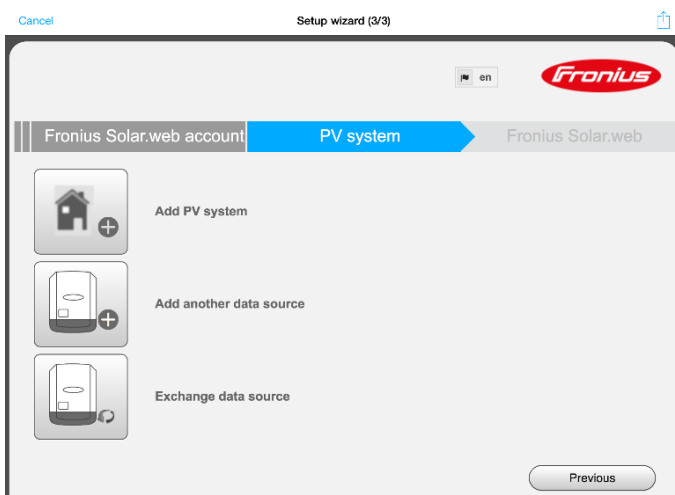 Cancel
Setup wizard (3/3)
en
Fronius
Fronius Solar.web account
PV system
Fronius Solar.web
Add PV system
Add another data source
Exchange data source
Previous